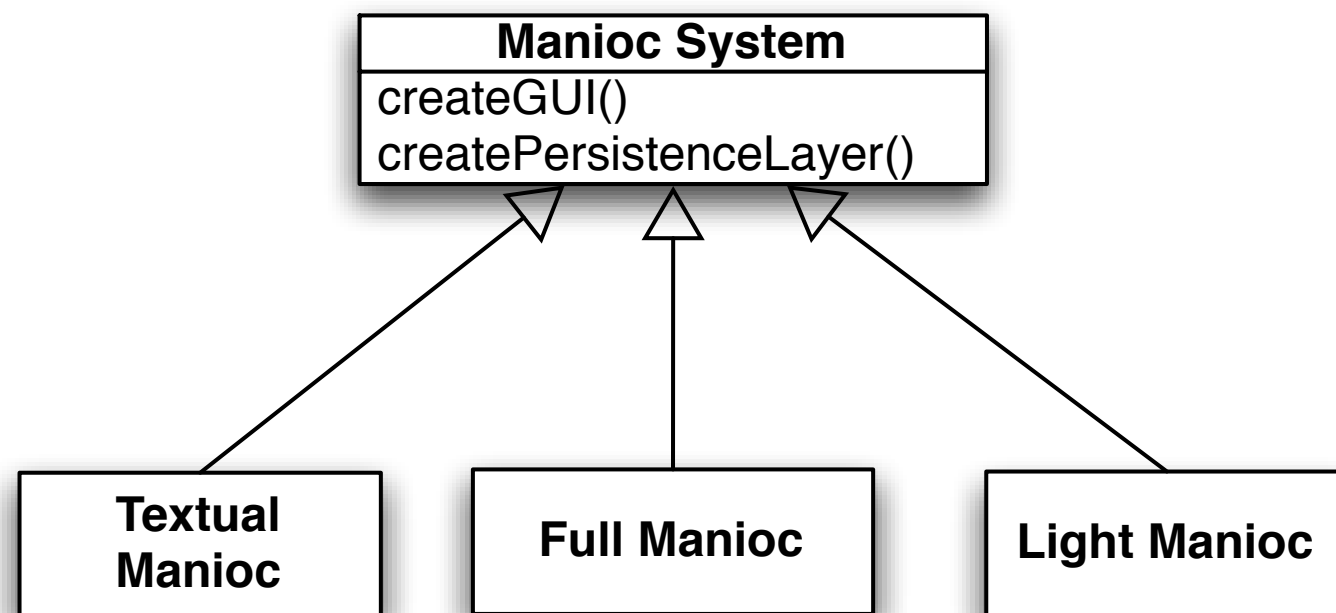 Manioc System
createGUI()
createPersistenceLayer()
Textual
Manioc
Full Manioc
Light Manioc